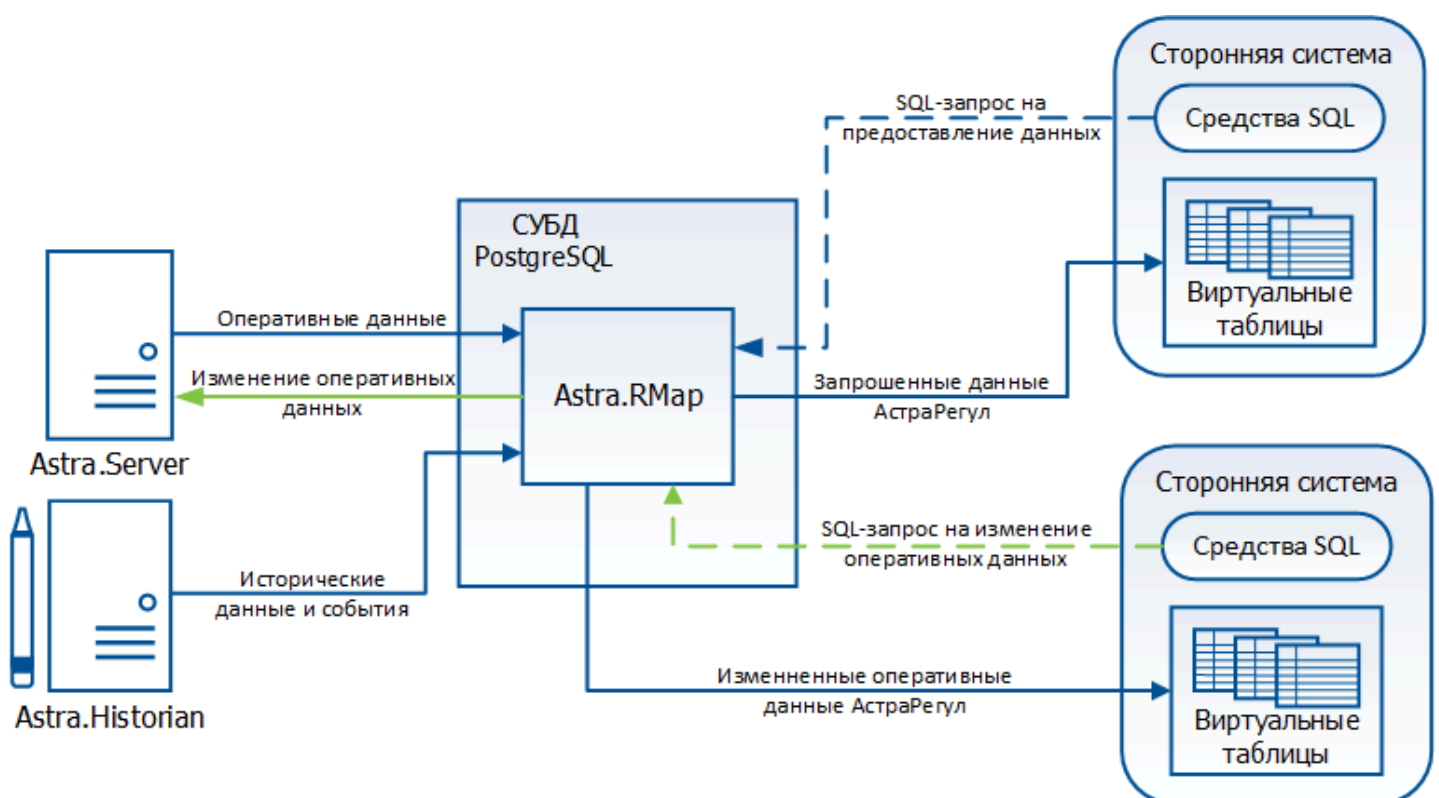 Сторонняя система
Средства SQL
SQL-запрос на
предоставление данных
Виртуальные
таблицы
СУБД
PostgreSQL
Оперативные данные
Astra.RMap
Изменение оперативных
данных
Запрошенные данные
АстраРегул
Astra.Server
Сторонняя система
Средства SQL
SQL-запрос на изменение
оперативных данных
Исторические
данные и события
Изменненные оперативные
данные АстраРегул
Виртуальные
таблицы
Astra.Historian